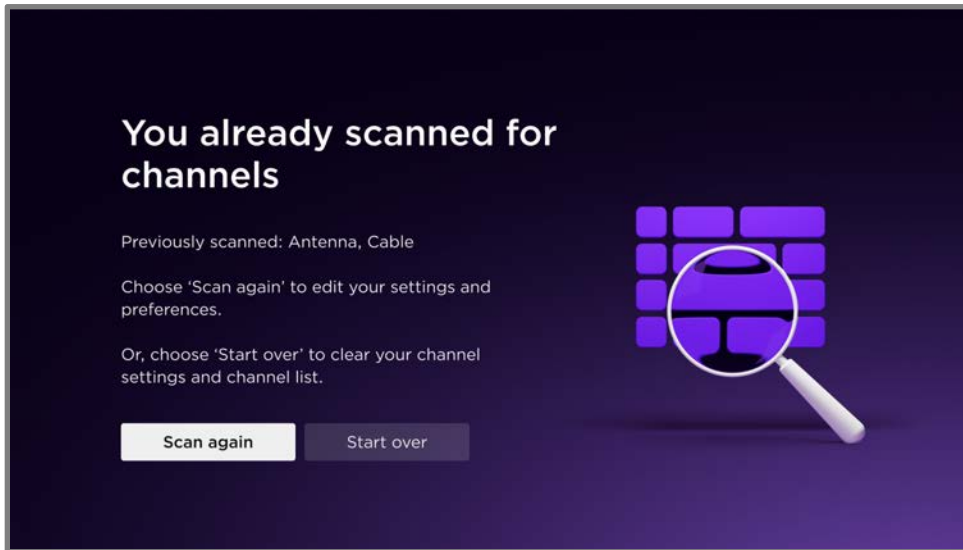 You already scanned for
channels
Previously scanned: Antenna, Cable
Choose ‘Scan again’ to edit your settings and
preferences.
Or, choose ‘Start over’ to clear your channel
settings and channel list.
Scan again
Start over